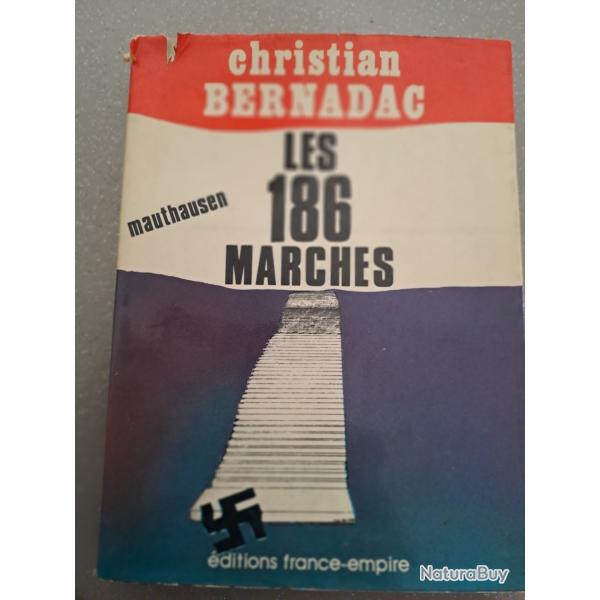 christian
BERNADAC
LES
186
MARCHES
mauthausen
éditions france-empire
NaturaBuy